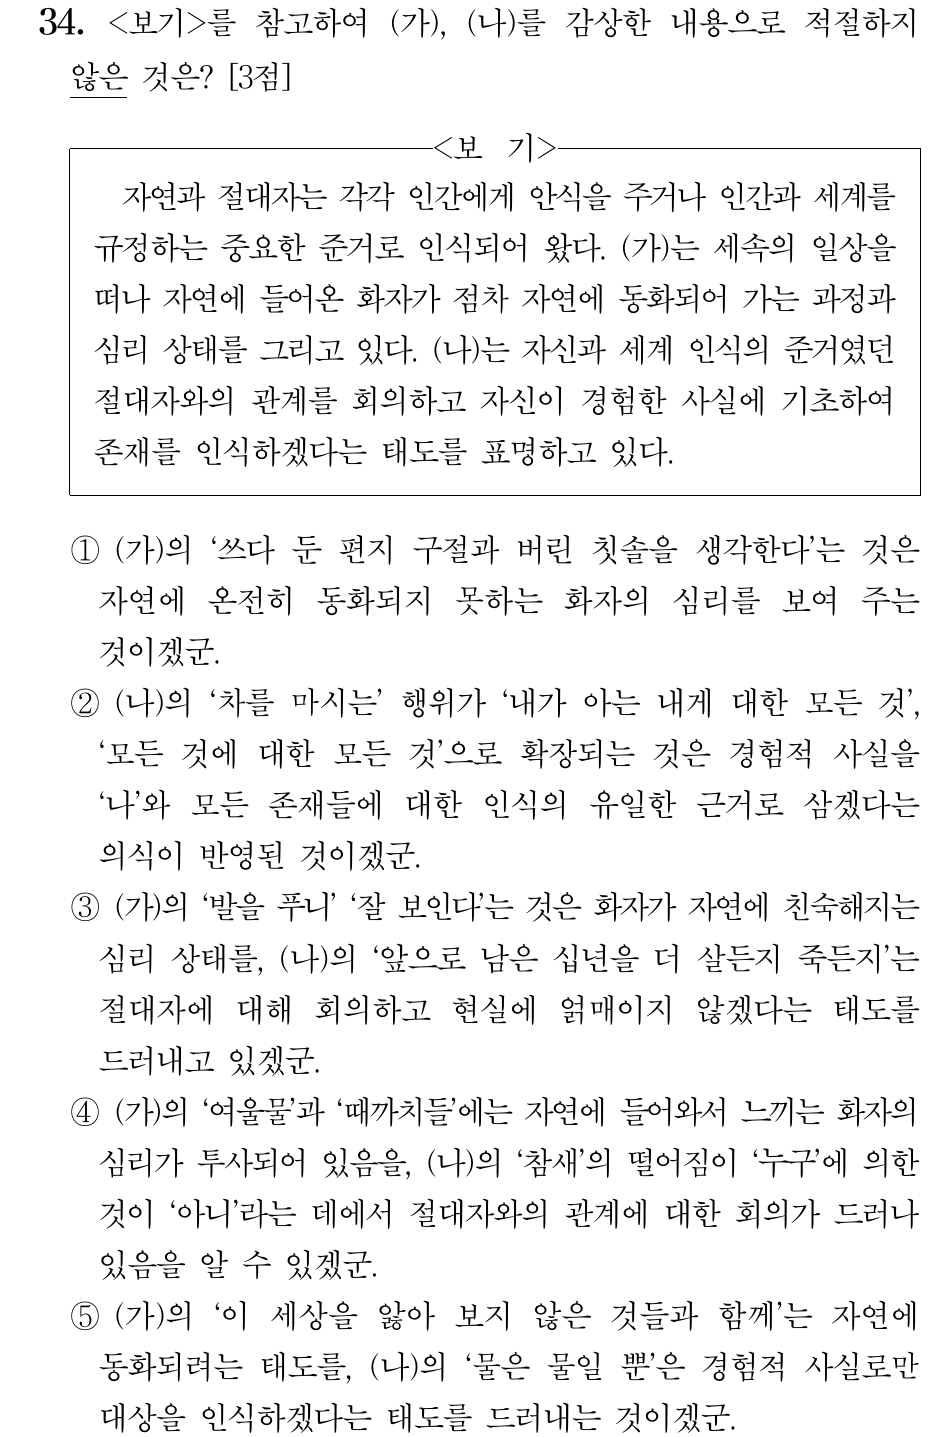 34. <보기>를 참고하여 (가), (나)를 감상한 내용으로 적절하지
않은 것은? [3점]
<보 기>
자연과 절대자는 각각 인간에게 안식을 주거나 인간과 세계를
규정하는 중요한 준거로 인식되어 왔다. (가)는 세속의 일상을
떠나 자연에 들어온 화자가 점차 자연에 동화되어 가는 과정과
심리 상태를 그리고 있다. (나)는 자신과 세계 인식의 준거였던
절대자와의 관계를 회의하고 자신이 경험한 사실에 기초하여
존재를 인식하겠다는 태도를 표명하고 있다.
① (가)의 ‘쓰다 둔 편지 구절과 버린 칫솔을 생각한다’는 것은
자연에 온전히 동화되지 못하는 화자의 심리를 보여 주는
것이겠군.
② (나)의 ‘차를 마시는’ 행위가 ‘내가 아는 내게 대한 모든 것’,
‘모든 것에 대한 모든 것’으로 확장되는 것은 경험적 사실을
‘나’와 모든 존재들에 대한 인식의 유일한 근거로 삼겠다는
의식이 반영된 것이겠군.
③ (가)의 ‘발을 푸니’ ‘잘 보인다’는 것은 화자가 자연에 친숙해지는
심리 상태를, (나)의 ‘앞으로 남은 십년을 더 살든지 죽든지’는
절대자에 대해 회의하고 현실에 얽매이지 않겠다는 태도를
드러내고 있겠군.
④ (가)의 ‘여울물’과 ‘때까치들’에는 자연에 들어와서 느끼는 화자의
심리가 투사되어 있음을, (나)의 ‘참새’의 떨어짐이 ‘누구’에 의한
것이 ‘아니’라는 데에서 절대자와의 관계에 대한 회의가 드러나
있음을 알 수 있겠군.
⑤ (가)의 ‘이 세상을 앓아 보지 않은 것들과 함께’는 자연에
동화되려는 태도를, (나)의 ‘물은 물일 뿐’은 경험적 사실로만
대상을 인식하겠다는 태도를 드러내는 것이겠군.